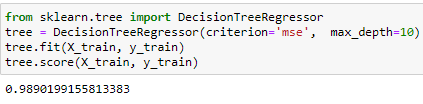 from sklearn.tree import DecisionTreeRegressor
tree = DecisionTreeRegressor(criterion='mse',  max_depth=10)
tree.fit(X_train, y_train)
tree.score(X_train, y_train)
0.9890199155813383